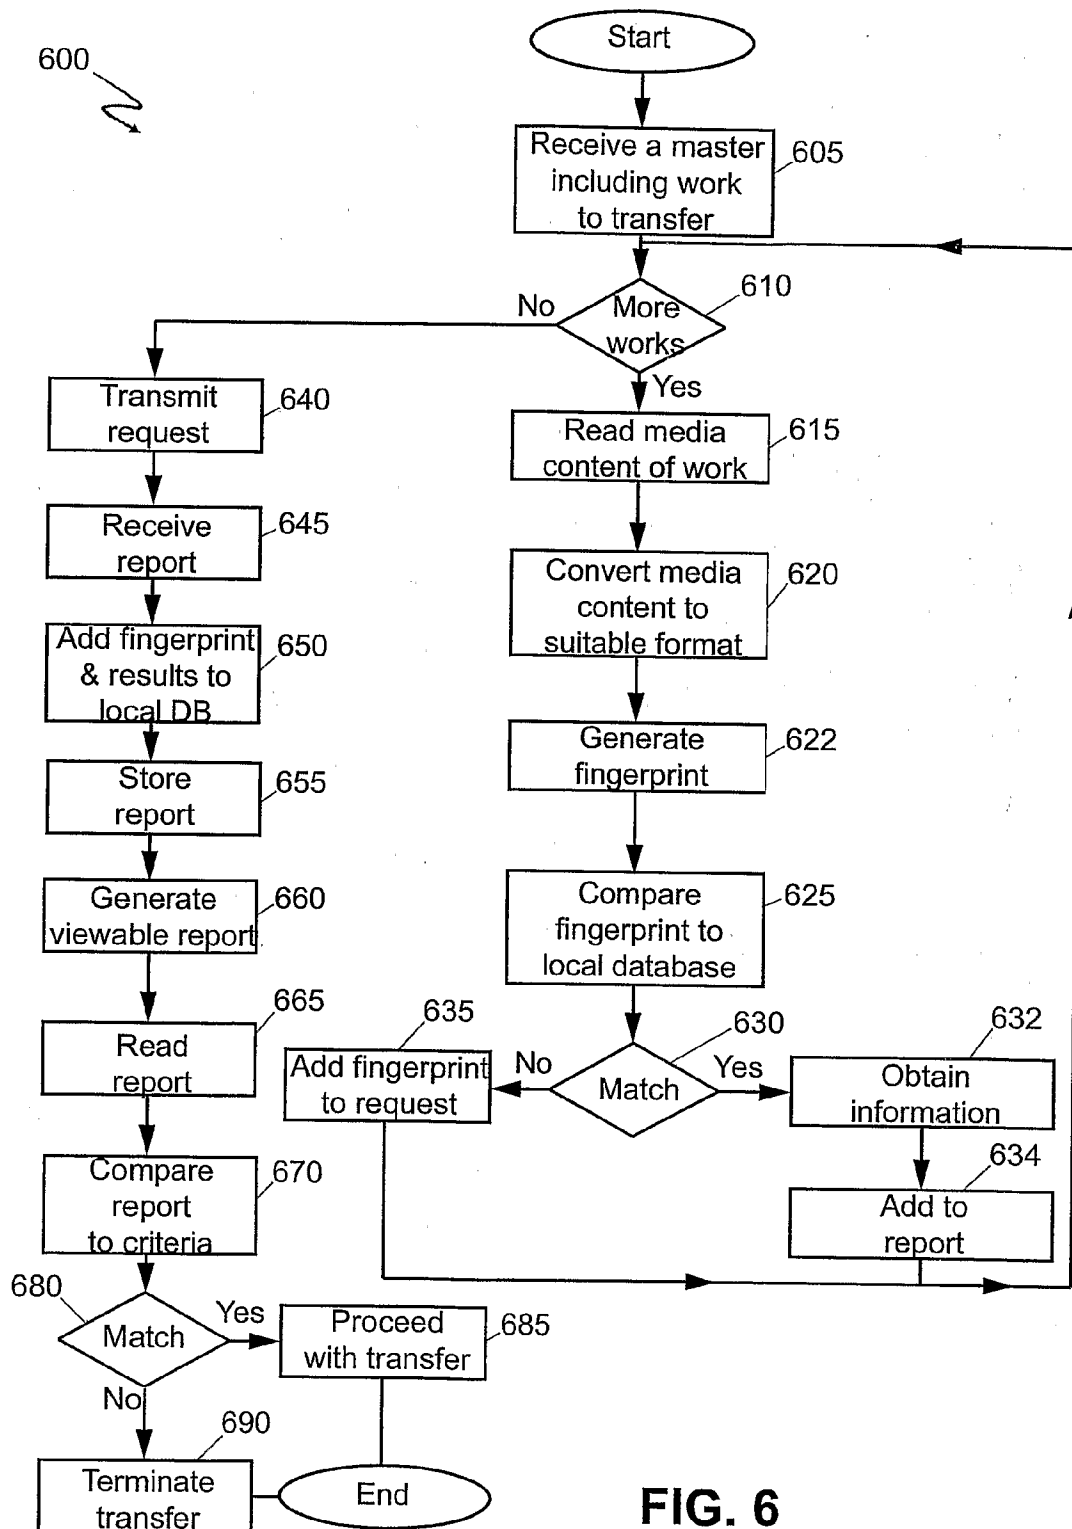 Start
600
Receive a master
including work
to transfer
605
More
works
610
No
Yes
Transmit
request
640
Read media
content of work
615
Receive
report
645
Convert media
content to
suitable format
620
Add fingerprint
& results to
local DB
650
Generate
fingerprint
622
Store
report
655
Compare
fingerprint to
local database
625
Generate
viewable report
660
Read
report
665
Match
630
No
Yes
Add fingerprint
to request
635
Obtain
information
632
Add to
report
634
Compare
report
to criteria
670
Match
680
Yes
No
Proceed
with transfer
685
Terminate
transfer
690
End
FIG. 6